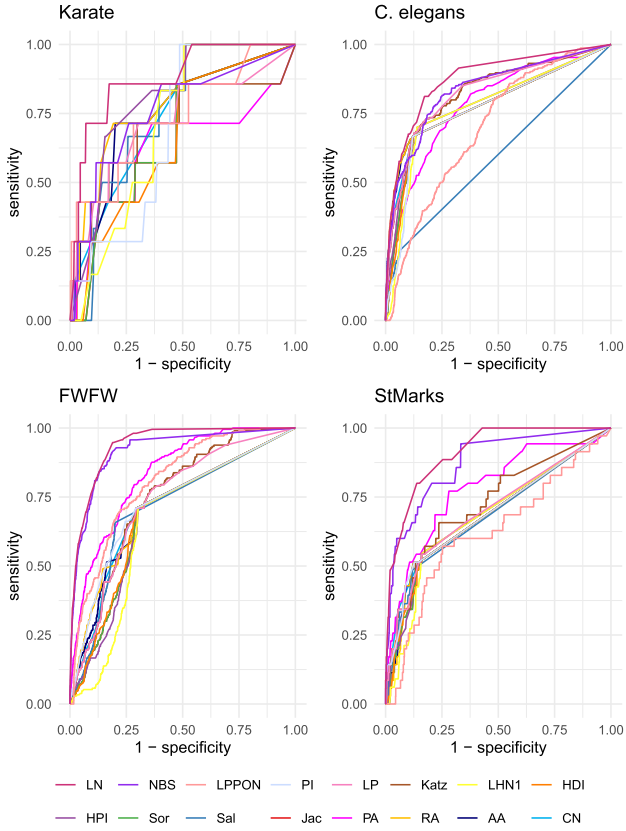 Karate
C. elegans
1.00
0.75
0.50
0.25
0.00
sensitivity
0.00 0.25 0.50 0.75 1.00
1 − specificity
1.00
0.75
0.50
0.25
0.00
sensitivity
0.00 0.25 0.50 0.75 1.00
1 − specificity
FWFW
StMarks
1.00
0.75
0.50
0.25
0.00
sensitivity
0.00 0.25 0.50 0.75 1.00
1 − specificity
1.00
0.75
0.50
0.25
0.00
sensitivity
0.00 0.25 0.50 0.75 1.00
1 − specificity
LN NBS LPPON PI LP Katz LHN1 HDI
HPI Sor Sal Jac PA RA AA CN